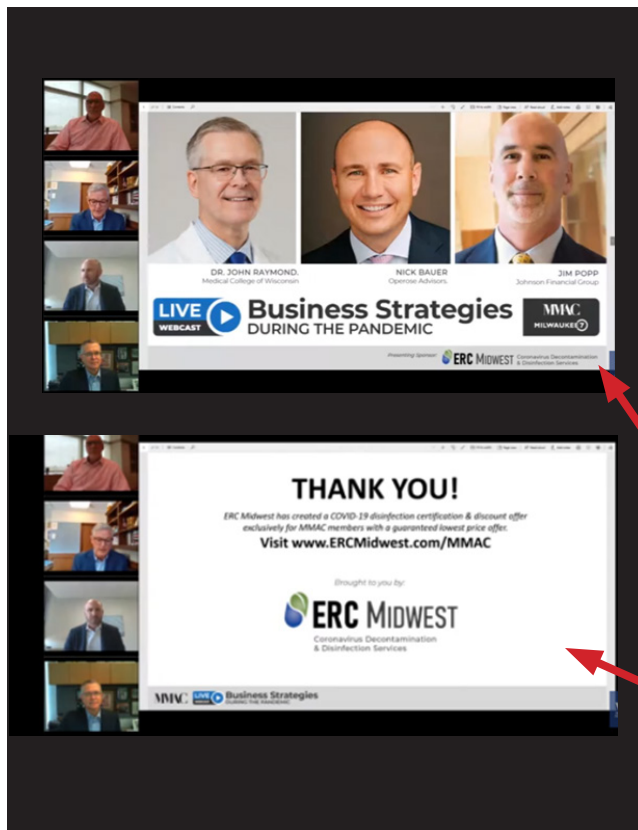 DR. JOHN RAYMOND,
Medical College of Wisconsin
NICK BAUER
Operose Advisors,
JIM POPP
Johnson Financial Group
LIVE
WEBCAST
Business Strategies
DURING THE PANDEMIC
MMAC
MILWAUKEE 7
Presenting Sponsor:
ERC MIDWEST
Coronavirus Decontamination
& Disinfection Services
THANK YOU!
ERC Midwest has created a COVID-19 disinfection certification & discount offer
exclusively for MMAC members with a guaranteed lowest price offer.
Visit www.ERCMidwest.com/MMAC
Brought to you by:
ERC MIDWEST
Coronavirus Decontamination
& Disinfection Services
MMAC
LIVE
Business Strategies
DURING THE PANDEMIC